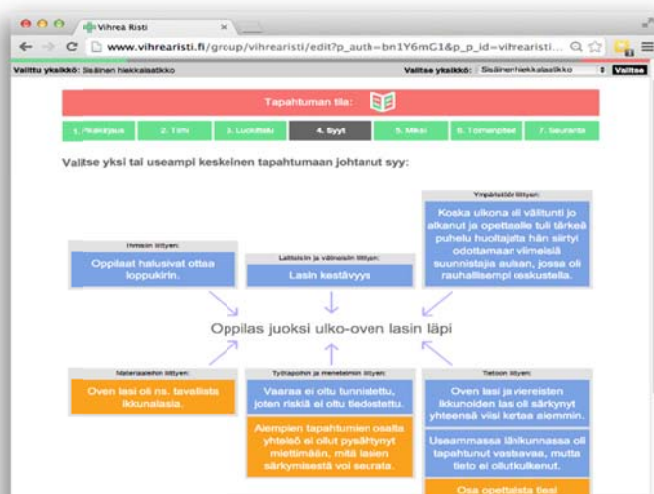 Vihreä Risti
www.vihrearisti.fi/group/vihrearisti/edit?p_auth=bn1Y6mG1&p_p_id=vihrearisti...
Valittu yksikkö: Sisäinen hiekkalaatikko
Valitse yksikkö: Sisäinen hiekkalaatikko Valitse
Tapahtuman tila:
1. Pikakirjaus
2. Tiimi
3. Luokittelu
4. Syyt
5. Miksi
6. Toimenpiteet
7. Seuranta
Valitse yksi tai useampi keskeinen tapahtumaan johtanut syy:
Ihmisiin liittyen:
Oppilaat halusivat ottaa
loppukirin.
Laitteisiin ja välineisiin liittyen:
Lasin kestävyys
Ympäristöön liittyen:
Koska ulkona oli välitunti jo
alkanut ja opettajalle tuli tärkeä
puhelu huoltajalta hän siirtyi
odottamaan viimeisiä
suunnistajia aulaan, jossa oli
rauhallisempi keskustella.
Oppilas juoksi ulko-oven lasin läpi
Materiaaleihin liittyen:
Oven lasi oli ns. tavallista
ikkunalasia.
Työtapoihin ja menetelmiin liittyen:
Vaaraa ei oltu tunnistettu,
joten riskiä ei oltu tiedostettu.
Aiempien tapahtumien osalta
yhteisö ei ollut pysähtynyt
miettimään, mitä lasien
särkymisestä voi seurata.
Tietoon liittyen:
Oven lasi ja viereisten
ikkunoiden lasi oli särkynyt
yhteensä viisi kertaa aiemmin.
Useammassa lähikunnassa oli
tapahtunut vastaavaa, mutta
tieto ei ollut kulkenut.
Osa opettajista tiesi